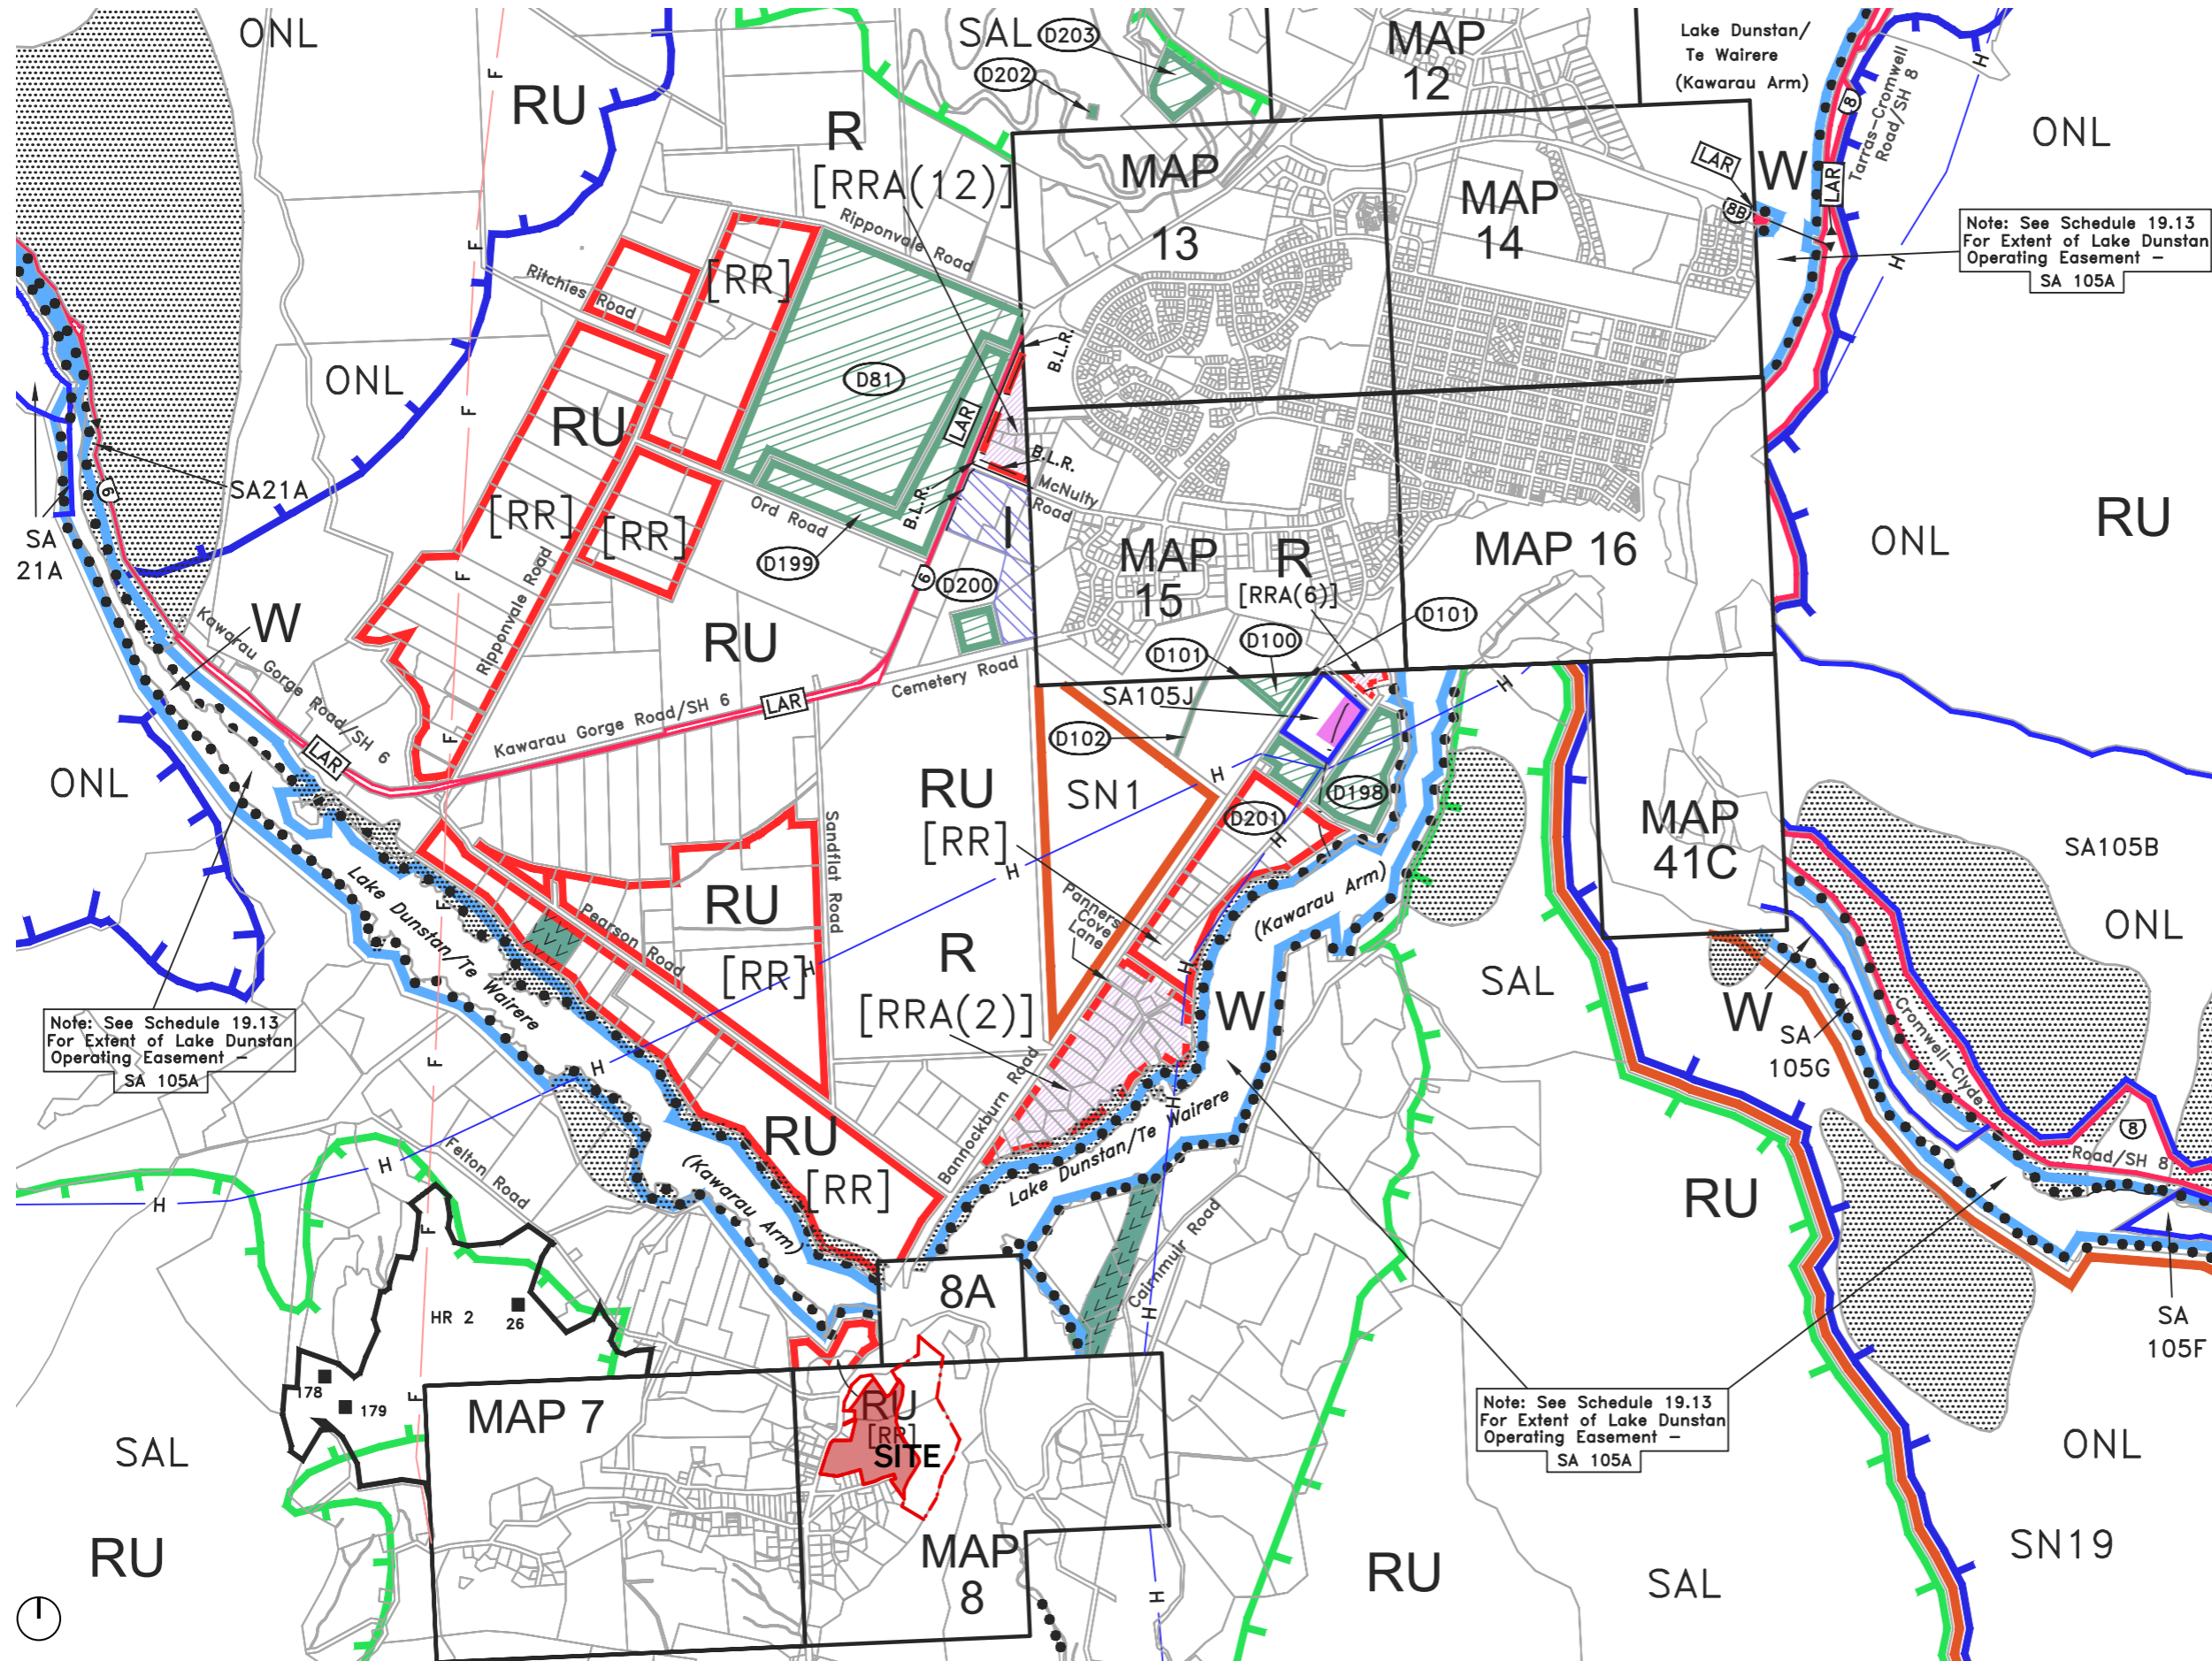 ONL
SAL
D203
D202
MAP
12
Lake Dunstan/
Te Wairere
(Kawarau Arm)
8
Tarras-Cromwell
Road/SH 8
H
F
RU
R
[RRA(12)]
MAP
13
MAP
14
LAR
W
LAR
8B
ONL
Note: See Schedule 19.13
For Extent of Lake Dunstan
Operating Easement -
SA 105A
H
F
Ripponvale Road
[RR]
Ritchies Road
B.L.R.
D81
ONL
F
RU
LAR
B.L.R.
McNulty
Road
SA21A
6
[RR]
[RR]
Ord Road
B.L.R.
I
SA
21A
D199
6
D200
MAP
15
R
[RRA(6)]
MAP 16
ONL
RU
F
Ripponvale Road
W
Kawarau Gorge Road/SH 6
RU
D101
D100
D101
Cemetery Road
LAR
Kawarau Gorge Road/SH 6
SA105J
H
D102
F
LAR
ONL
H
RU
[RR]
SN1
D198
D201
H
MAP
41C
SA105B
ONL
Sandflat Road
Lake Dunstan/Te
Wairere
(Kawarau Arm)
F
Pearson Road
RU
[RR]
H
H
Panners
Cove
Lane
(Kawarau Arm)
R
[RRA(2)]
H
W
SAL
W
SA
105G
Cromwell-Clyde
Road/SH 8
8
Note: See Schedule 19.13
For Extent of Lake Dunstan
Operating Easement -
SA 105A
F
H
Bannockburn Road
H
Lake Dunstan/Te Wairere
RU
[RR]
H
Felton Road
H
F
RU
Cairnmuir Road
H
8A
HR 2
26
178
179
F
SA
105F
MAP 7
RU
[RR]
SITE
Note: See Schedule 19.13
For Extent of Lake Dunstan
Operating Easement -
SA 105A
SAL
ONL
RU
MAP
8
H
RU
SAL
SN19